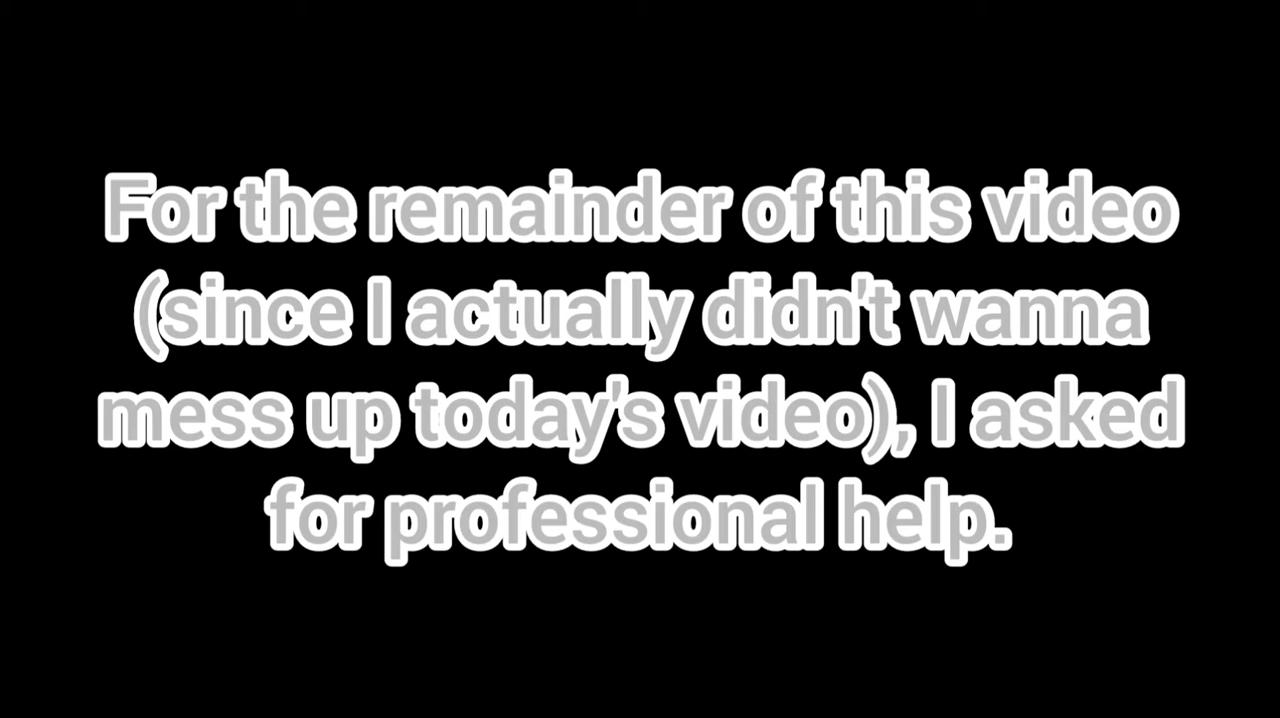 For the remainder of this video
(since I actually didn't wanna
mess up today's video), I asked
for professional help.